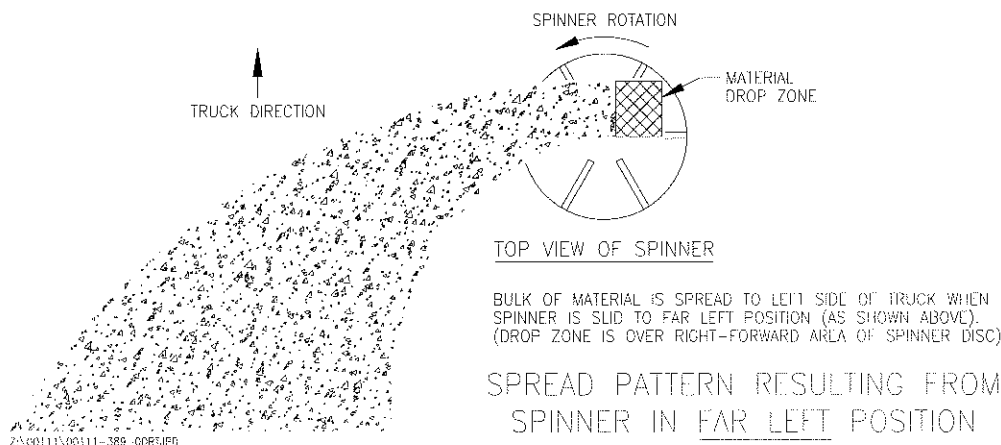 SPINNER ROTATION
TRUCK DIRECTION
MATERIAL
DROP ZONE
TOP VIEW OF SPINNER
BULK OF MATERIAL IS SPREAD TO LEFT SIDE OF TRUCK WHEN
SPINNER IS SLID TO FAR LEFT POSITION (AS SHOWN ABOVE).
(DROP ZONE IS OVER RIGHT-FORWARD AREA OF SPINNER DISC)
SPREAD PATTERN RESULTING FROM
SPINNER IN FAR LEFT POSITION